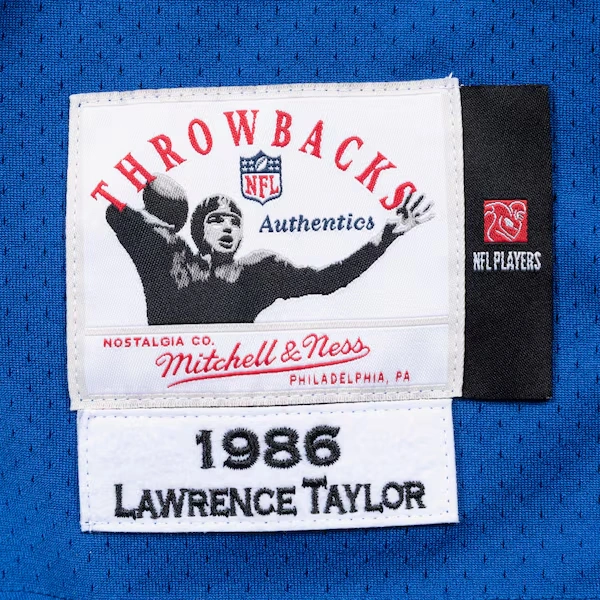 THROWBACKS
NFL
Authentics
NFL PLAYERS
NOSTALGIA CO.
Mitchell & Ness
PHILADELPHIA, PA
1986
LAWRENCE TAYLOR